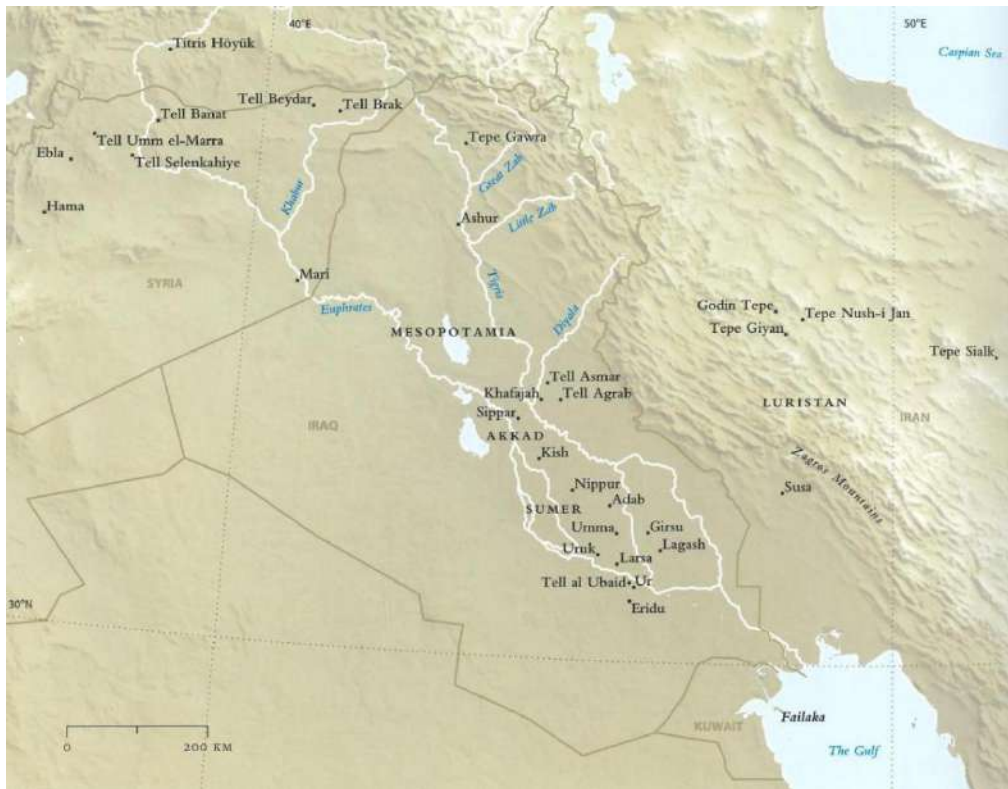 40°E
50°E
Caspian Sea
Titris Höyük
Tell Beydar
Tell Brak
Tell Banat
Tell Umm el-Marra
Tepe Gawra
Ebla
Tell Selenkahiye
Great Zab
Khabur
Hama
Ashur
Little Zab
Mari
SYRIA
Tigris
Euphrates
Diyala
Godin Tepe
Tepe Nush-i Jan
MESOPOTAMIA
Tepe Giyan
Tepe Sialk
Tell Asmar
Khafajah
Tell Agrab
LURISTAN
Sippar
IRAQ
IRAN
AKKAD
Kish
Zagros Mountains
Nippur
Susa
Adab
SUMER
Umma
Girsu
Uruk
Lagash
Larsa
Tell al Ubaid
Ur
30°N
Eridu
Failaka
KUWAIT
0
200 KM
The Gulf